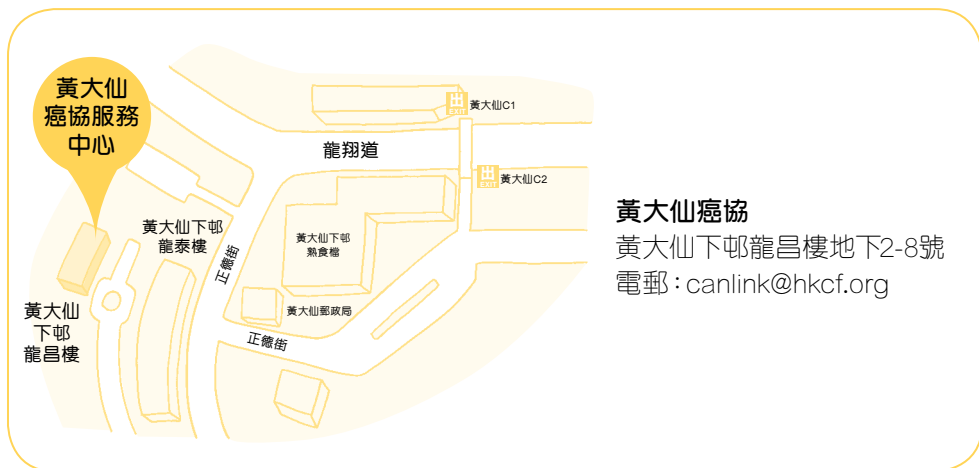 黃大仙
癌協服務
中心
出
EXIT
黃大仙C1
龍翔道
出
EXIT
黃大仙C2
黃大仙下邨
龍泰樓
正德街
黃大仙下邨
熟食檔
黃大仙郵政局
正德街
黃大仙
下邨
龍昌樓
黃大仙癌協
黃大仙下邨龍昌樓地下2-8號
電郵：canlink@hkcf.org